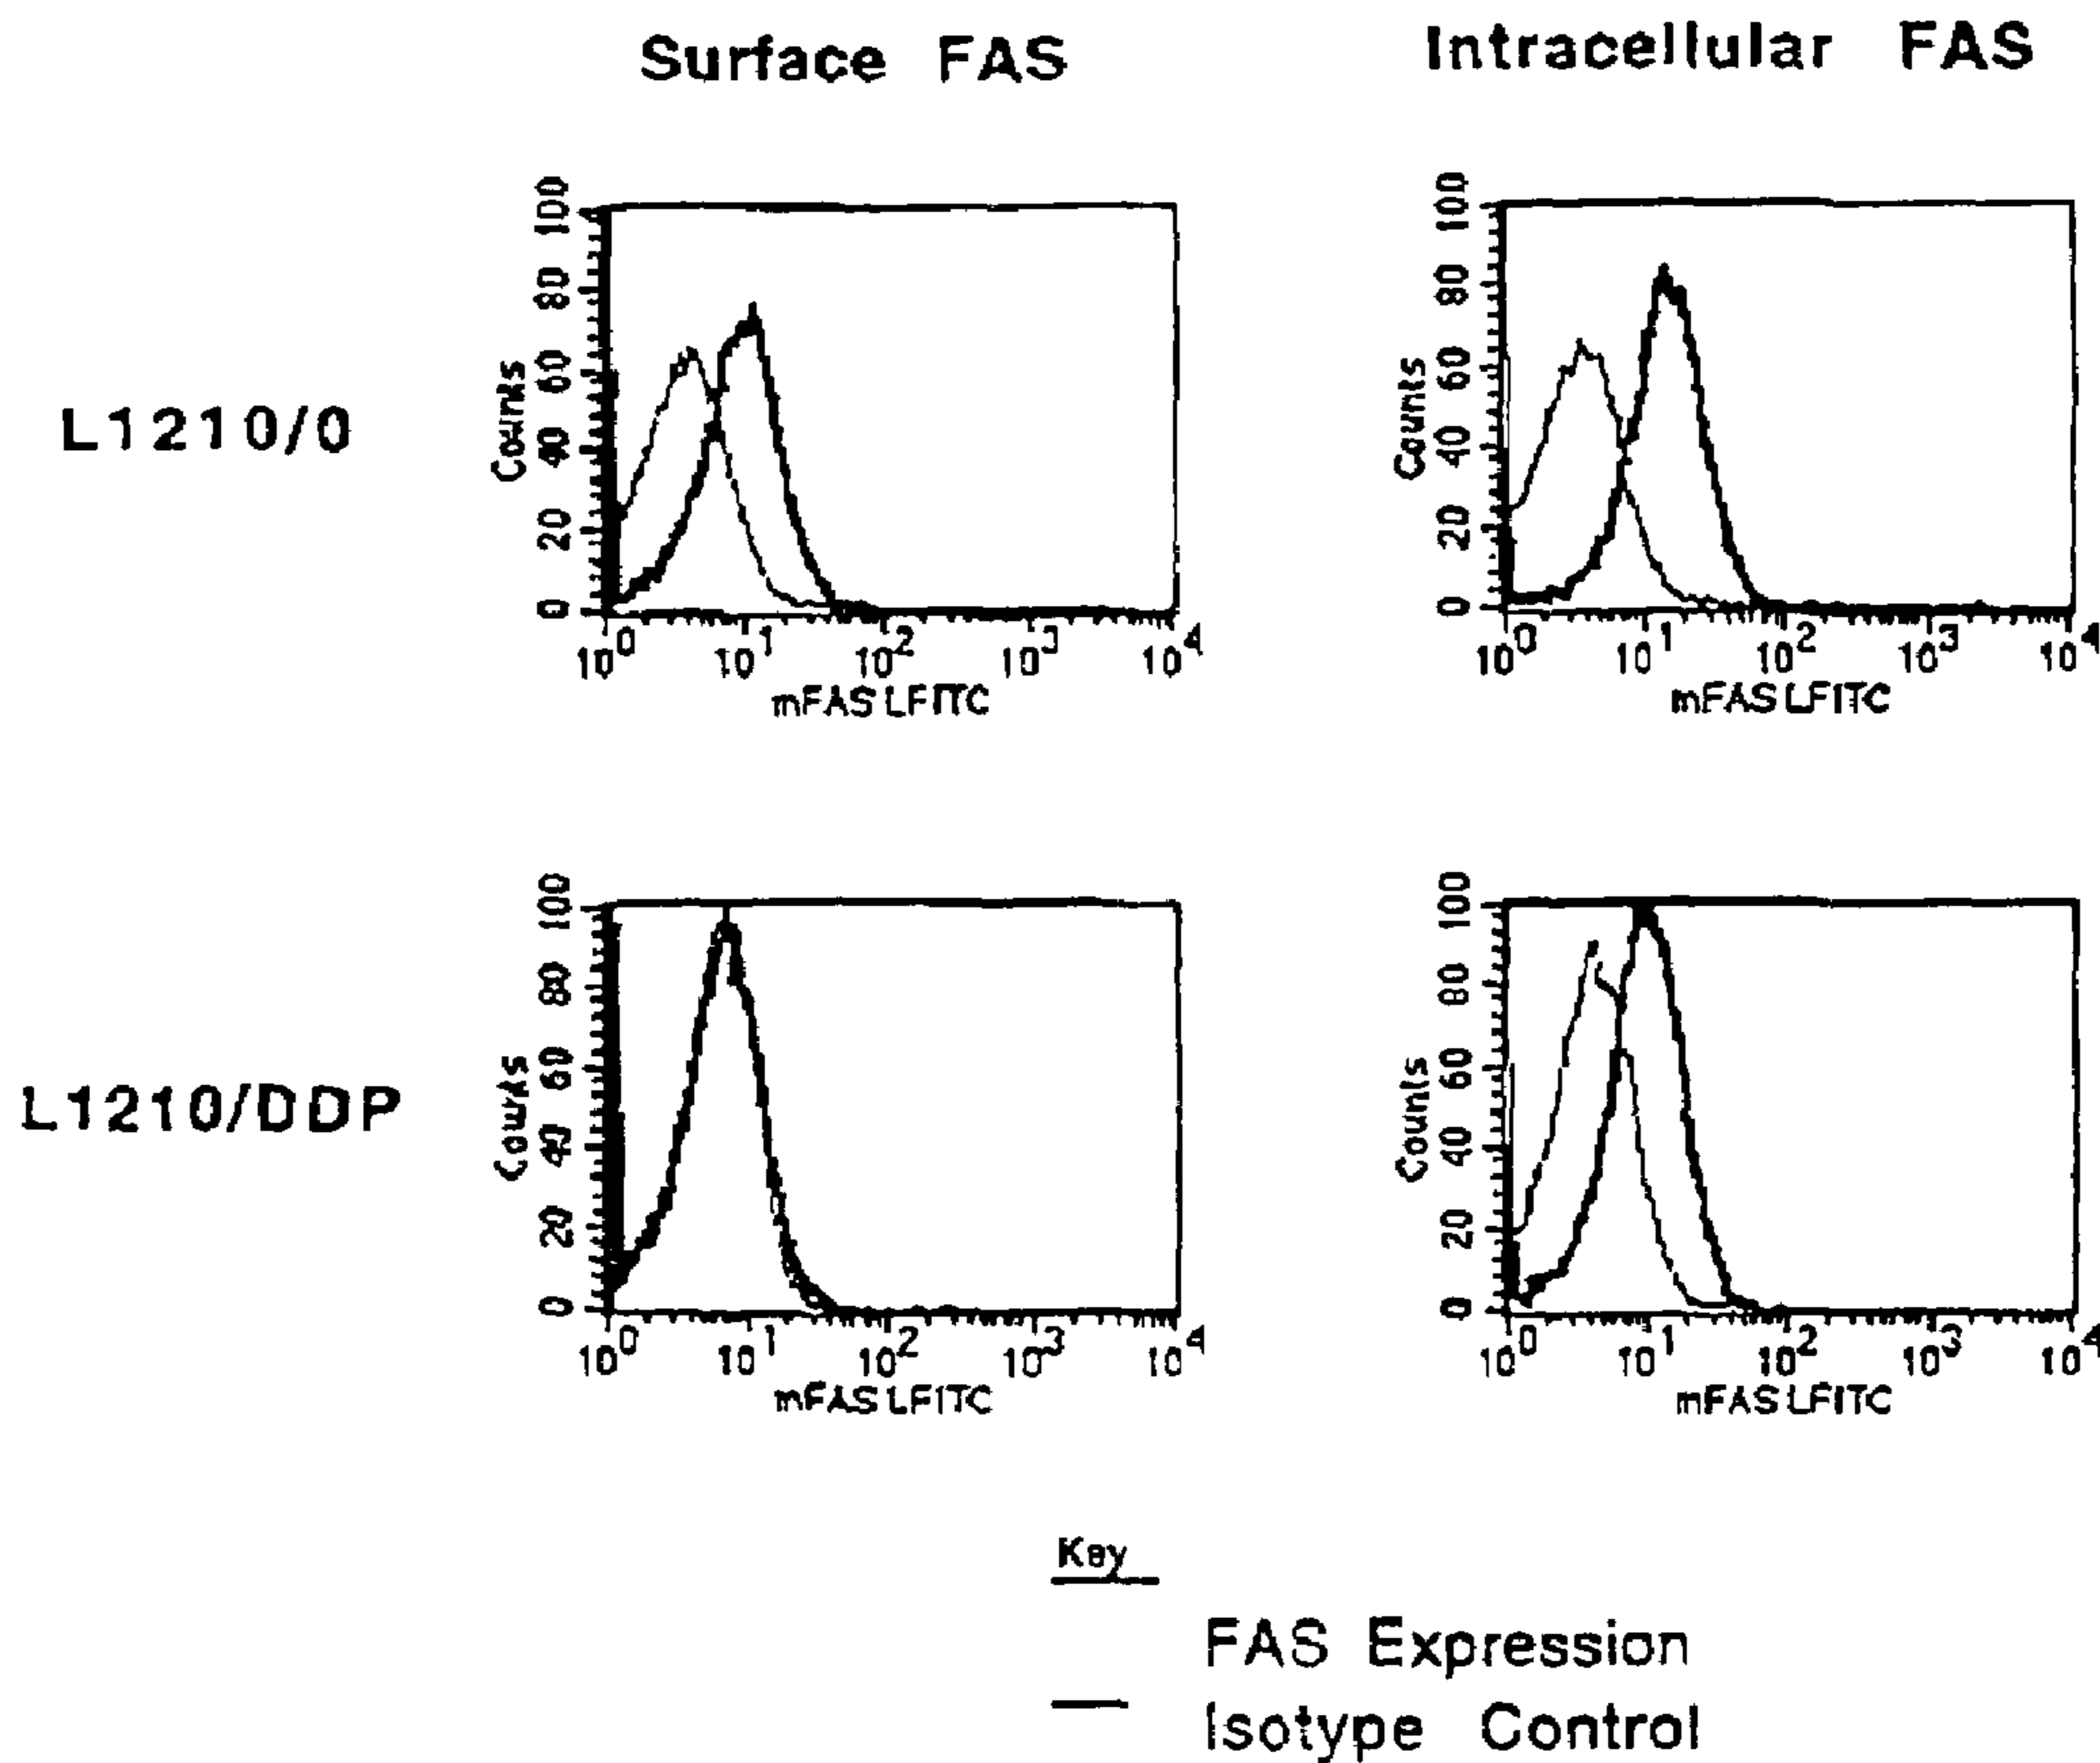 Surface FAS Intracellular FAS
L1210/0
Counts
100
80
60
40
20
0
10^0 10^1 10^2 10^3 10^4
mFAS LFITC
Counts
100
80
60
40
20
0
10^0 10^1 10^2 10^3 10^4
mFAS LFITC
L1210/DDP
Counts
100
80
60
40
20
0
10^0 10^1 10^2 10^3 10^4
mFAS LFITC
Counts
100
80
60
40
20
0
10^0 10^1 10^2 10^3 10^4
mFAS LFITC
Key
FAS Expression
Isotype Control